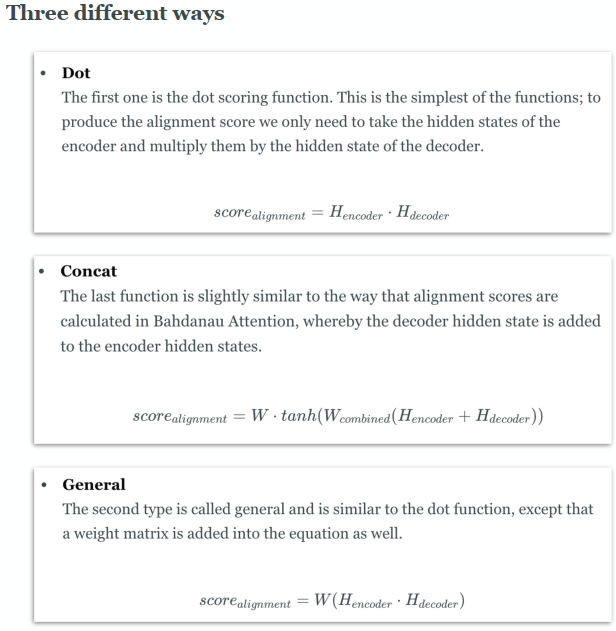 Three different ways
• Dot
The first one is the dot scoring function. This is the simplest of the functions; to
produce the alignment score we only need to take the hidden states of the
encoder and multiply them by the hidden state of the decoder.
score_{alignment} = H_{encoder} · H_{decoder}
• Concat
The last function is slightly similar to the way that alignment scores are
calculated in Bahdanau Attention, whereby the decoder hidden state is added
to the encoder hidden states.
score_{alignment} = W · tanh(W_{combined}(H_{encoder} + H_{decoder}))
• General
The second type is called general and is similar to the dot function, except that
a weight matrix is added into the equation as well.
score_{alignment} = W(H_{encoder} · H_{decoder})